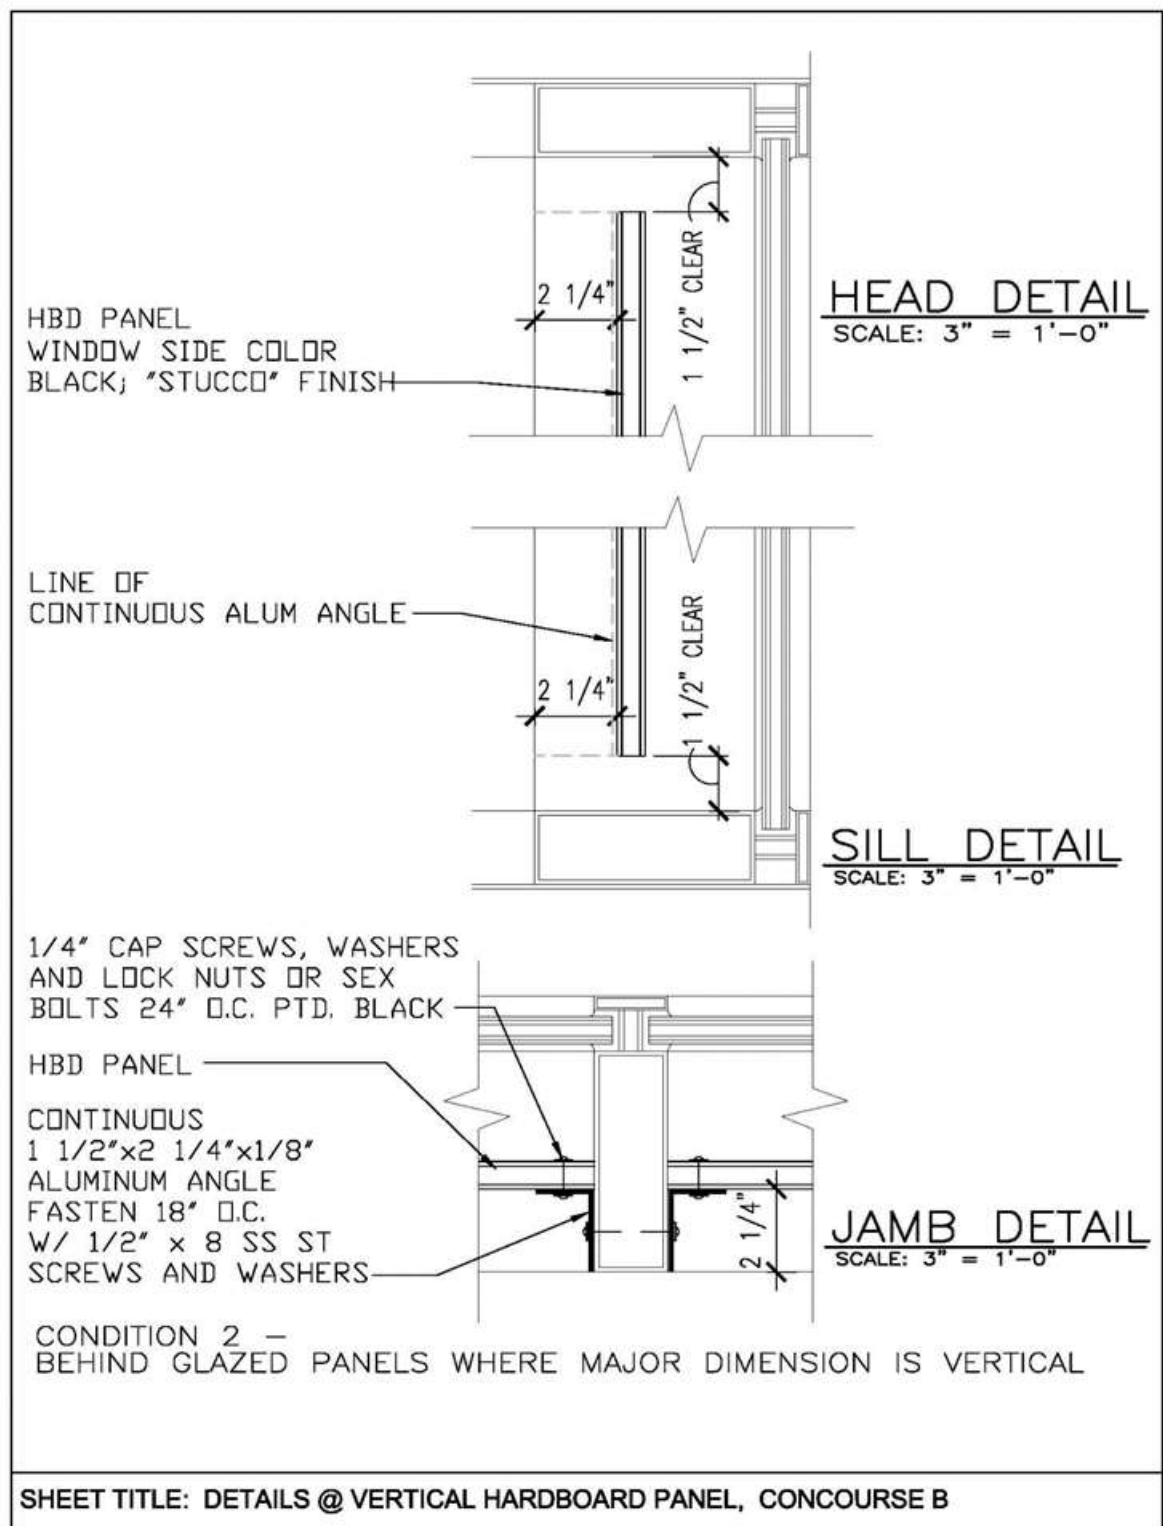 2 1/4"
1 1/2" CLEAR
HEAD DETAIL
SCALE: 3" = 1'-0"
HBD PANEL
WINDOW SIDE COLOR
BLACK; "STUCCO" FINISH
LINE OF
CONTINUOUS ALUM ANGLE
2 1/4"
1 1/2" CLEAR
SILL DETAIL
SCALE: 3" = 1'-0"
1/4" CAP SCREWS, WASHERS
AND LOCK NUTS OR SEX
BOLTS 24" O.C. PTD. BLACK
HBD PANEL
CONTINUOUS
1 1/2"x2 1/4"x1/8"
ALUMINUM ANGLE
FASTEN 18" O.C.
W/ 1/2" x 8 SS ST
SCREWS AND WASHERS
2 1/4"
JAMB DETAIL
SCALE: 3" = 1'-0"
CONDITION 2 –
BEHIND GLAZED PANELS WHERE MAJOR DIMENSION IS VERTICAL
SHEET TITLE: DETAILS @ VERTICAL HARDBOARD PANEL, CONCOURSE B